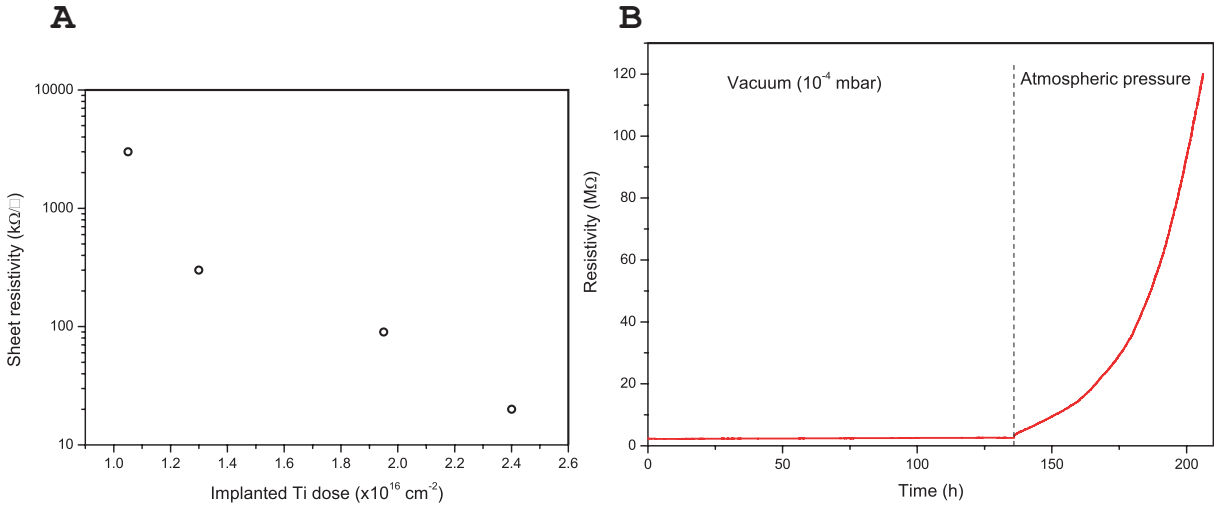 A
10000
1000
100
10
1.0 1.2 1.4 1.6 1.8 2.0 2.2 2.4 2.6
Sheet resistivity (kΩ/□)
Implanted Ti dose (x10¹⁶ cm⁻²)
B
Vacuum (10⁻⁴ mbar)
Atmospheric pressure
120
100
80
60
40
20
0
0 50 100 150 200
Resistivity (MΩ)
Time (h)